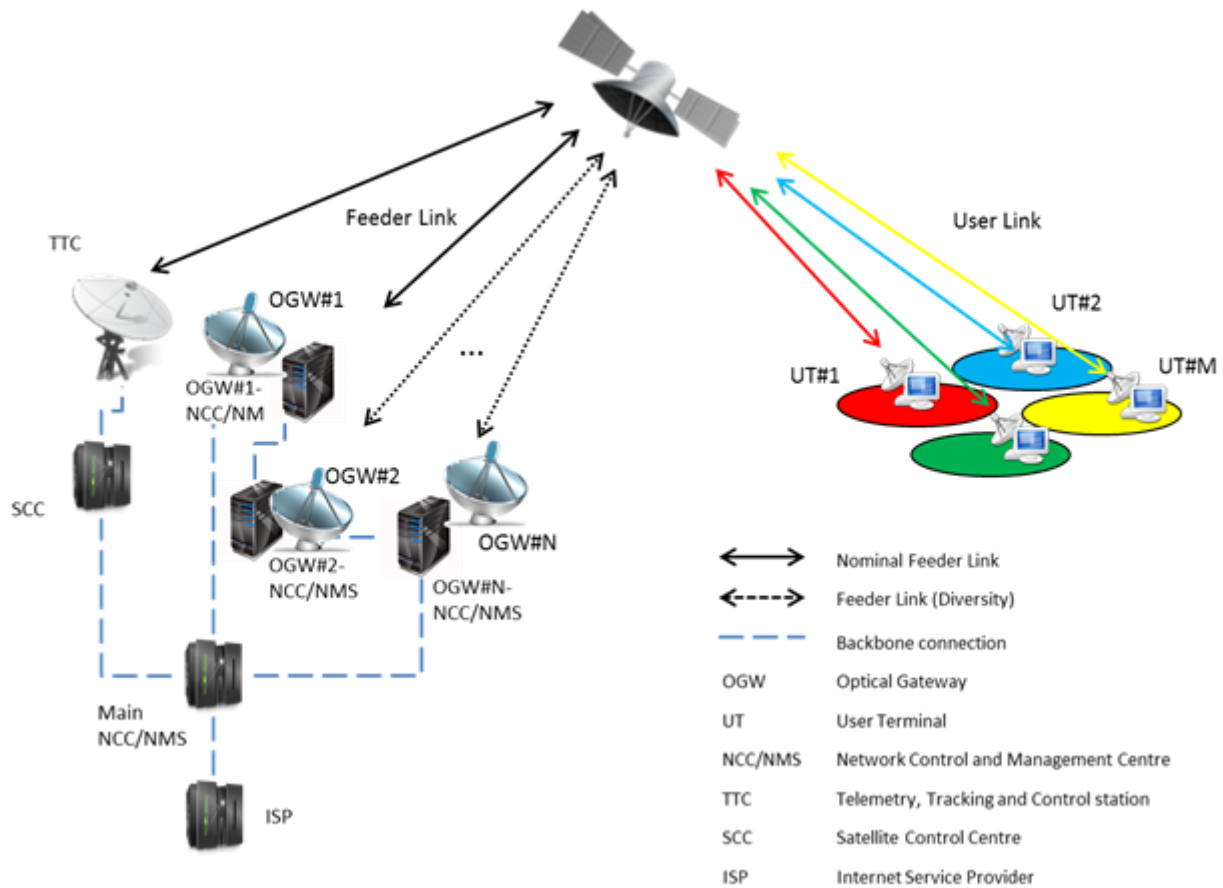 Feeder Link
User Link
TTC
OGW#1
UT#2
OGW#1-
NCC/NM
...
UT#1
UT#M
OGW#2
SCC
OGW#N
OGW#2-
NCC/NMS
OGW#N-
NCC/NMS
Main
NCC/NMS
ISP
Nominal Feeder Link
Feeder Link (Diversity)
Backbone connection
OGW Optical Gateway
UT User Terminal
NCC/NMS Network Control and Management Centre
TTC Telemetry, Tracking and Control station
SCC Satellite Control Centre
ISP Internet Service Provider